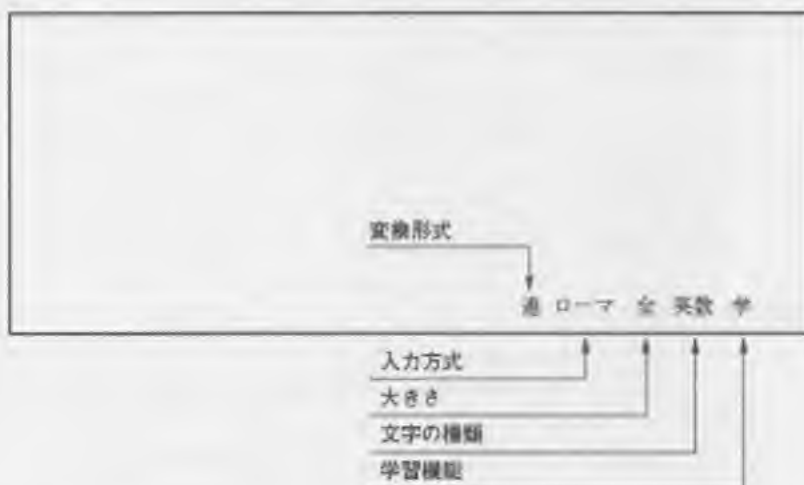 変換形式
連 ローマ 全 英数 学
入力方式
大きさ
文字の種類
学習機能